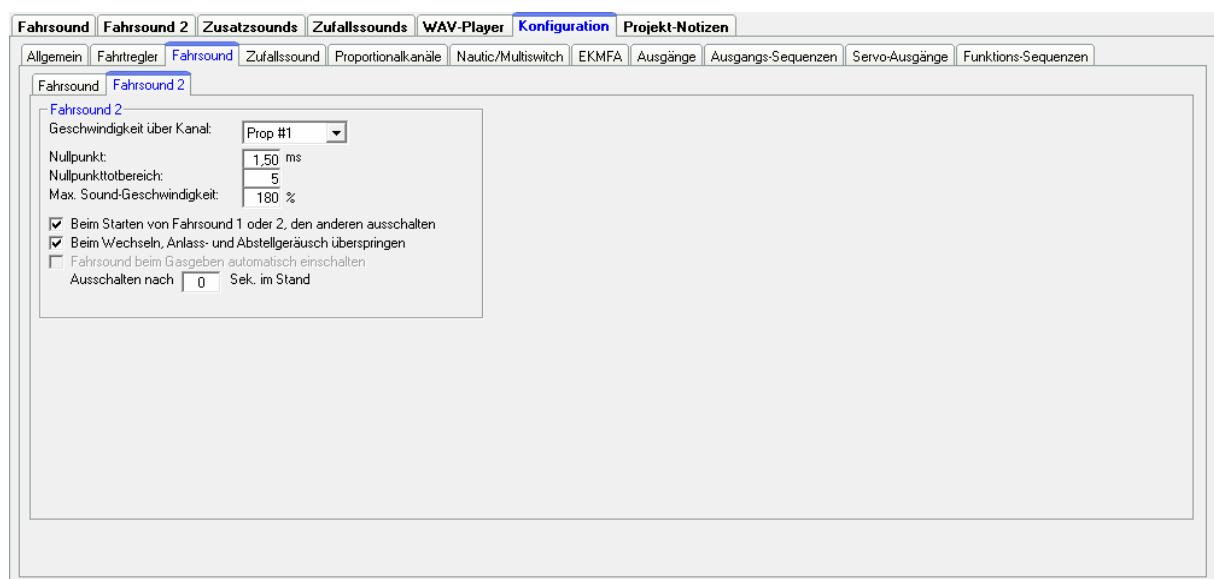 Fahrsound Fahrsound 2 Zusatzsounds Zufallssounds WAV-Player Konfiguration Projekt-Notizen
Allgemein Fahrtregler Fahrsound Zufallssound Proportionalkanäle Nautic/Multiswitch EKMFA Ausgänge Ausgangs-Sequenzen Servo-Ausgänge Funktions-Sequenzen
Fahrsound Fahrsound 2
Fahrsound 2
Geschwindigkeit über Kanal: Prop #1
Nullpunkt: 1,50 ms
Nullpunkttotbereich: 5
Max. Sound-Geschwindigkeit: 180 %
Beim Starten von Fahrsound 1 oder 2, den anderen ausschalten
Beim Wechseln, Anlass- und Abstellgeräusch überspringen
Fahrsound beim Gasgeben automatisch einschalten
Ausschalten nach 0 Sek. im Stand